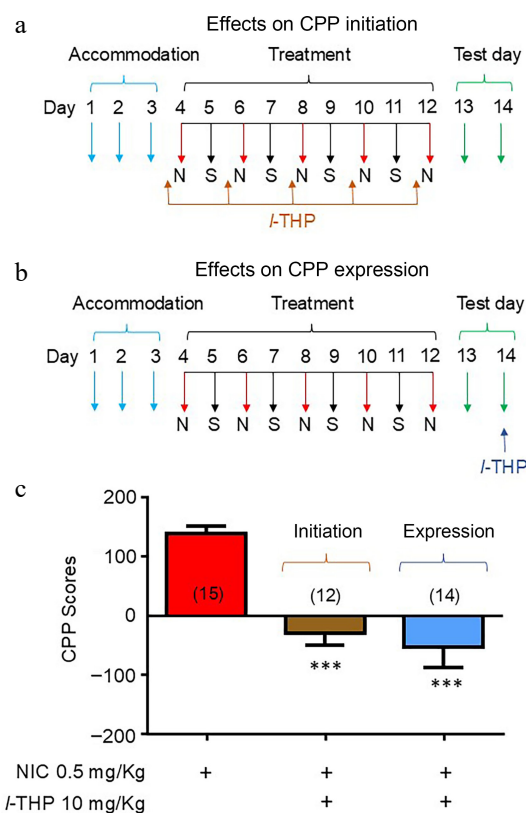 a
Effects on CPP initiation
Accommodation Treatment Test day
Day 1 2 3 4 5 6 7 8 9 10 11 12 13 14
N S N S N S N S N
l-THP
b
Effects on CPP expression
Accommodation Treatment Test day
Day 1 2 3 4 5 6 7 8 9 10 11 12 13 14
N S N S N S N S N
l-THP
c
CPP Scores
200
100
0
−100
−200
Initiation Expression
(15) (12) (14)
*** ***
NIC 0.5 mg/Kg + + +
l-THP 10 mg/Kg + +